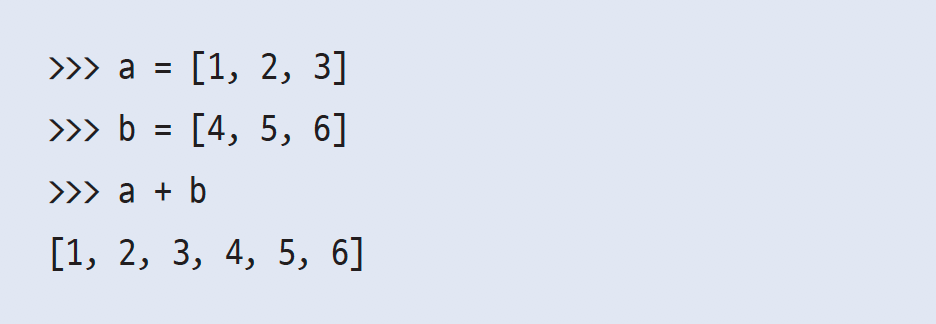 >>> a = [1, 2, 3]
>>> b = [4, 5, 6]
>>> a + b
[1, 2, 3, 4, 5, 6]